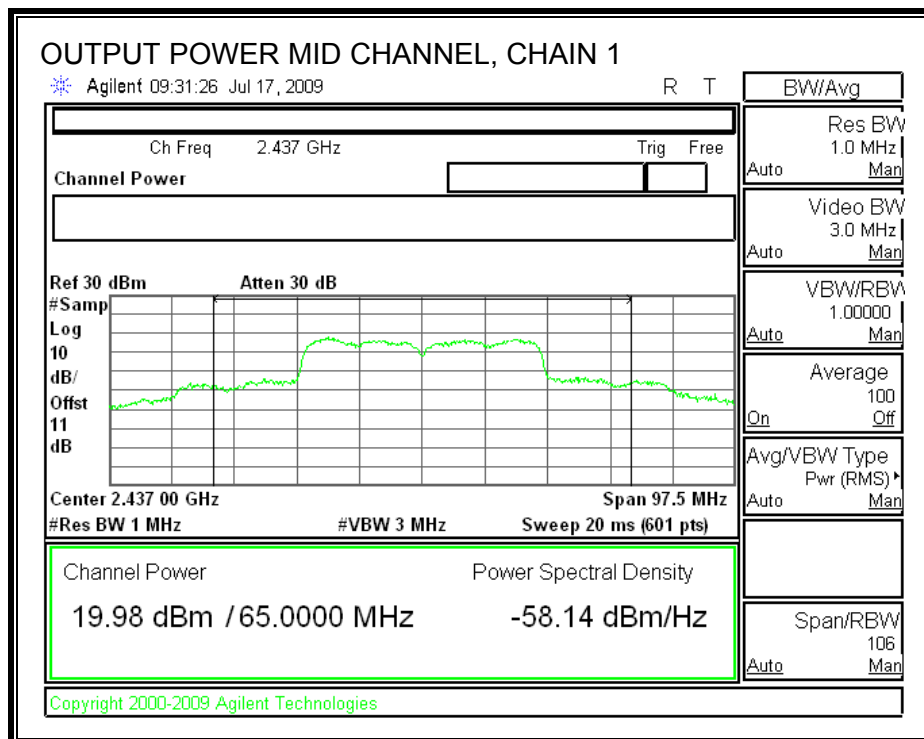 OUTPUT POWER MID CHANNEL, CHAIN 1
Agilent 09:31:26 Jul 17, 2009 R T
Ch Freq 2.437 GHz Trig Free
Channel Power
Ref 30 dBm Atten 30 dB
#Samp
Log
10
dB/
Offst
11
dB
Center 2.437 00 GHz Span 97.5 MHz
#Res BW 1 MHz #VBW 3 MHz Sweep 20 ms (601 pts)
Channel Power Power Spectral Density
19.98 dBm / 65.0000 MHz -58.14 dBm/Hz
Copyright 2000-2009 Agilent Technologies
BW/Avg
Res BW
1.0 MHz
Auto Man
Video BW
3.0 MHz
Auto Man
VBW/RBW
1.00000
Auto Man
Average
100
On Off
Avg/VBW Type
Pwr (RMS)
Auto Man
Span/RBW
106
Auto Man